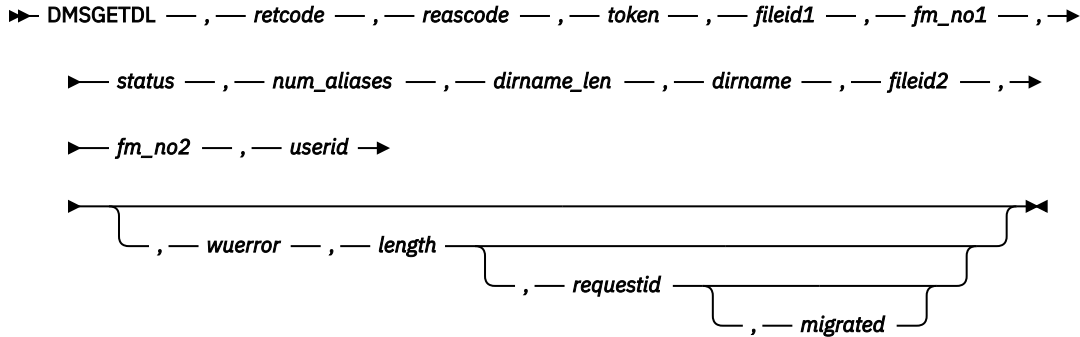 DMSGETDL , retcode , reascode , token , fileid1 , fm_no1 ,
status , num_aliases , dirname_len , dirname , fileid2 ,
fm_no2 , userid
, wuerror , length
, requestid
, migrated